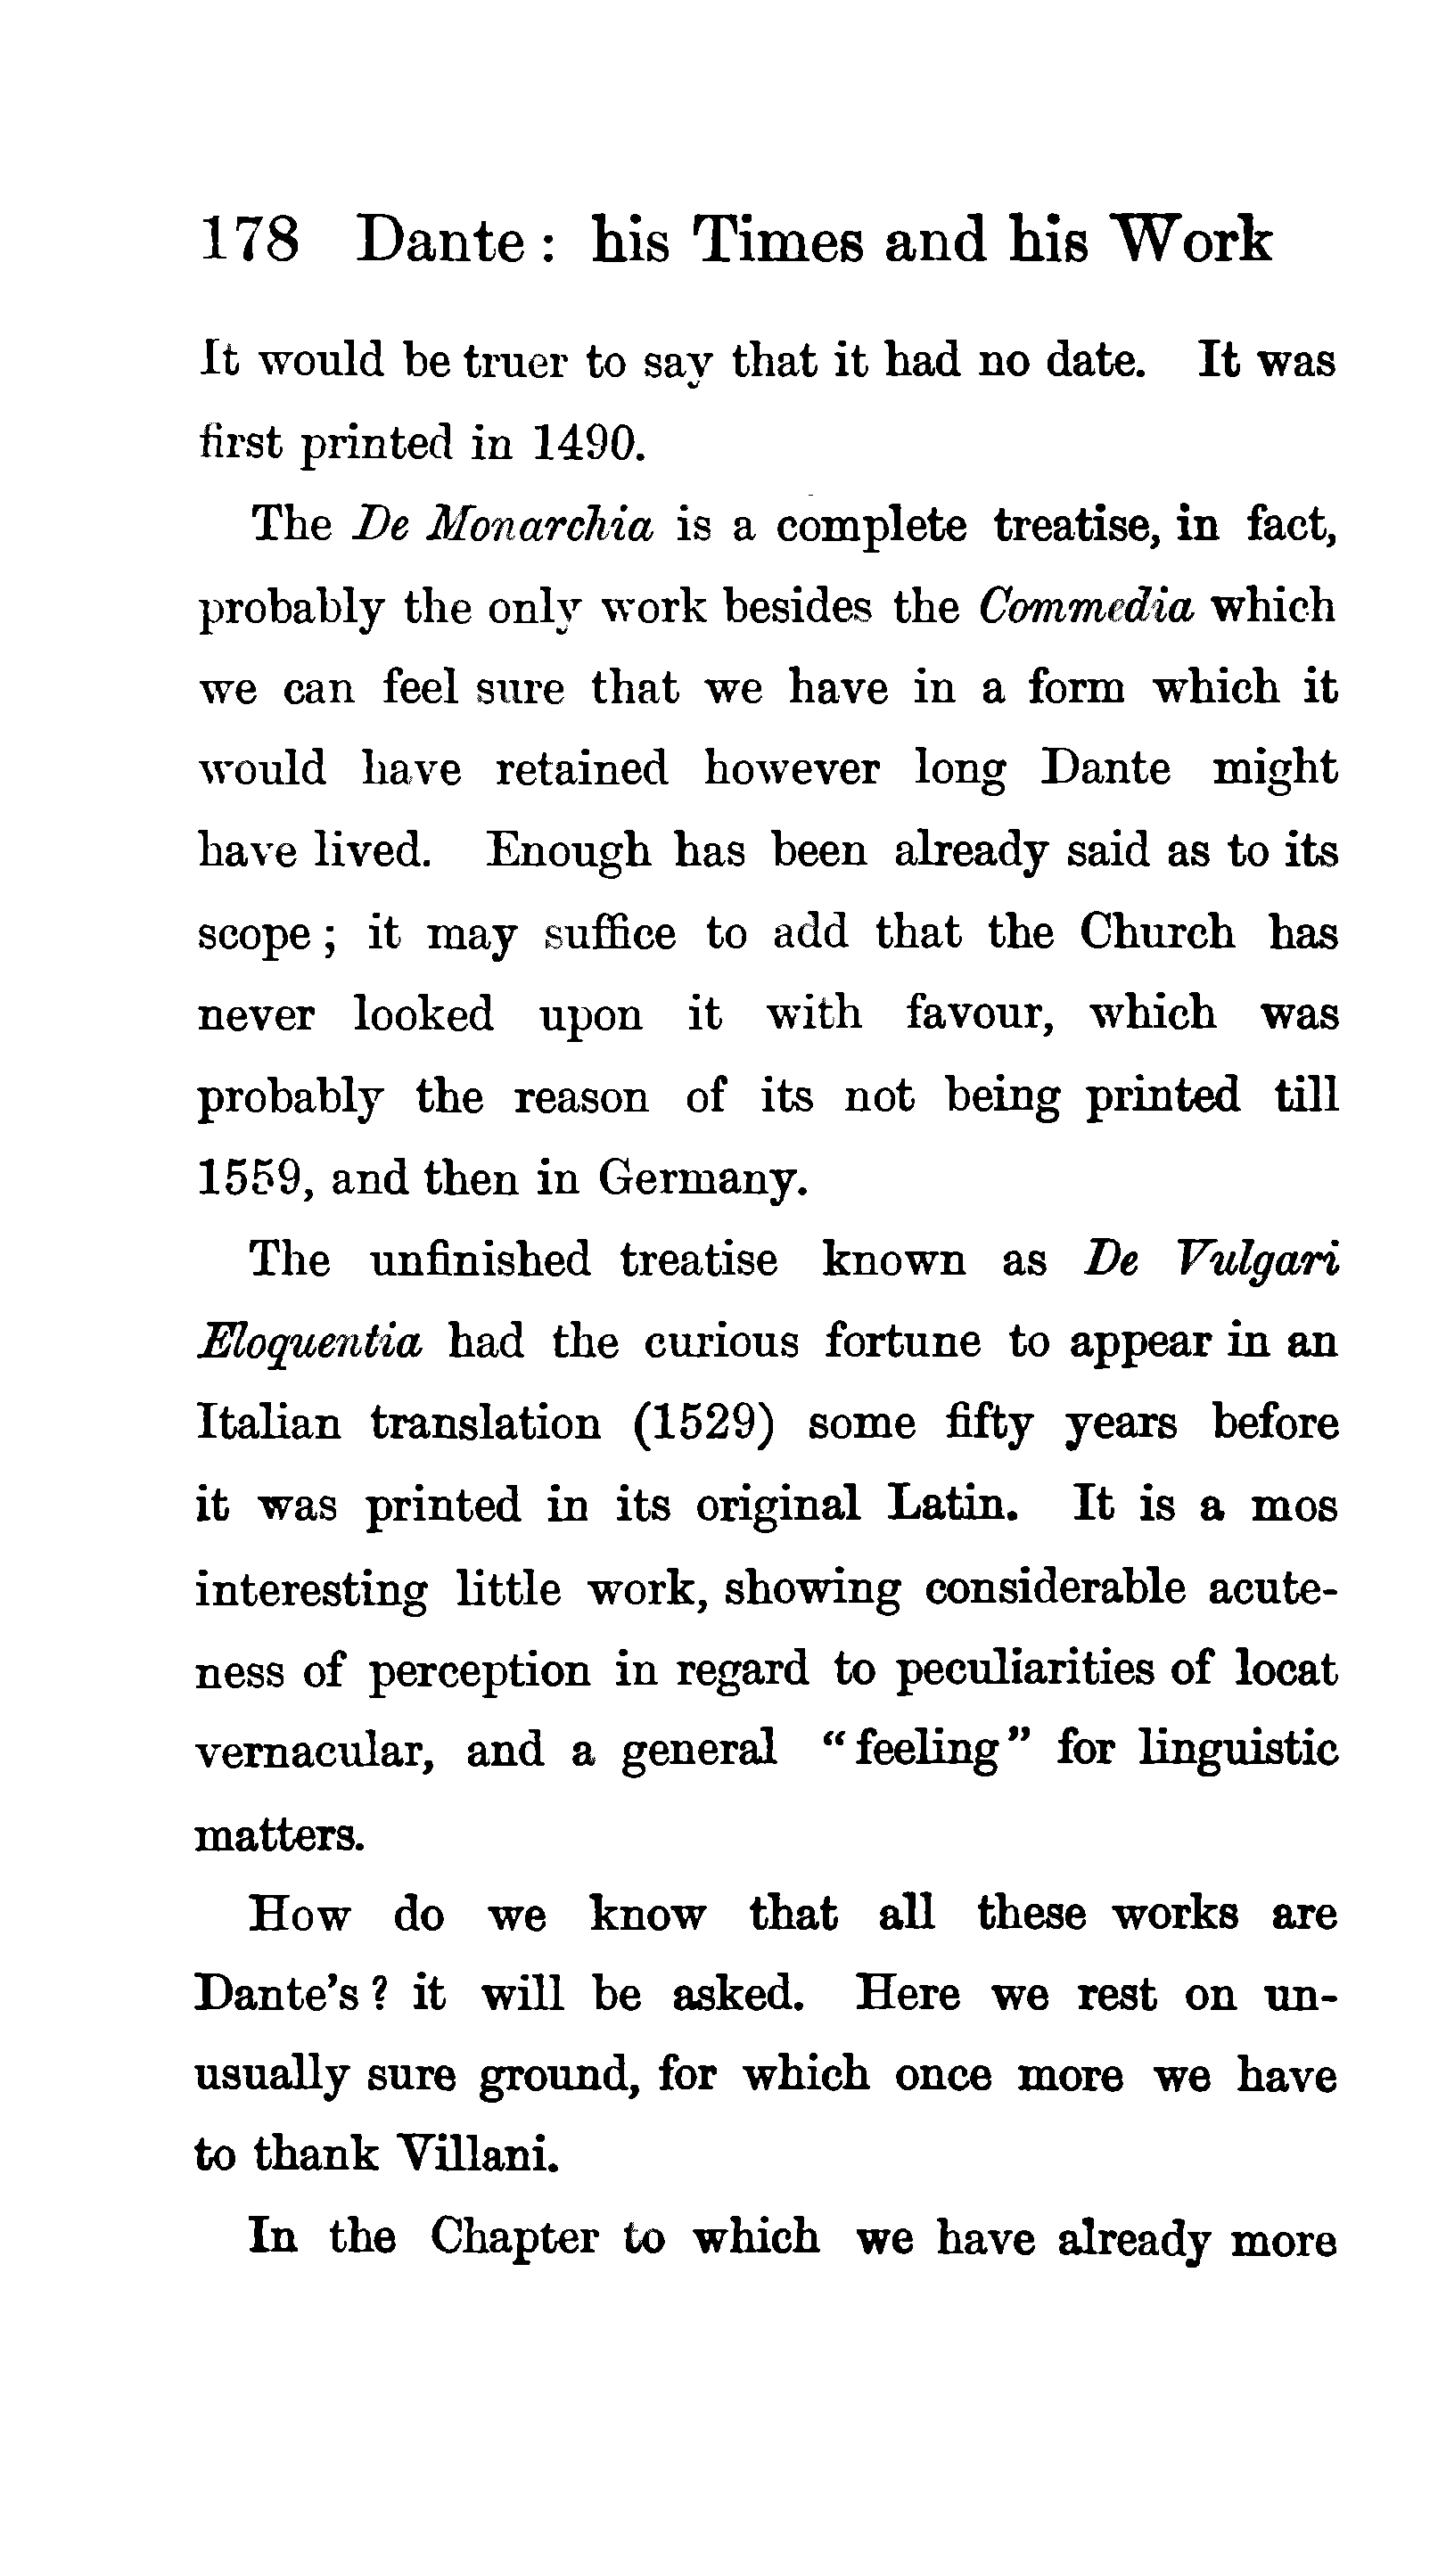 178 Dante : his Times and his Work
It would be truer to say that it had no date. It was
first printed in 1490.
The De Monarchia is a complete treatise, in fact,
probably the only work besides the Commedia which
we can feel sure that we have in a form which it
would have retained however long Dante might
have lived. Enough has been already said as to its
scope ; it may suffice to add that the Church has
never looked upon it with favour, which was
probably the reason of its not being printed till
1559, and then in Germany.
The unfinished treatise known as De Vulgari
Eloquentia had the curious fortune to appear in an
Italian translation (1529) some fifty years before
it was printed in its original Latin. It is a mos
interesting little work, showing considerable acute-
ness of perception in regard to peculiarities of locat
vernacular, and a general “ feeling ” for linguistic
matters.
How do we know that all these works are
Dante’s ? it will be asked. Here we rest on un-
usually sure ground, for which once more we have
to thank Villani.
In the Chapter to which we have already more